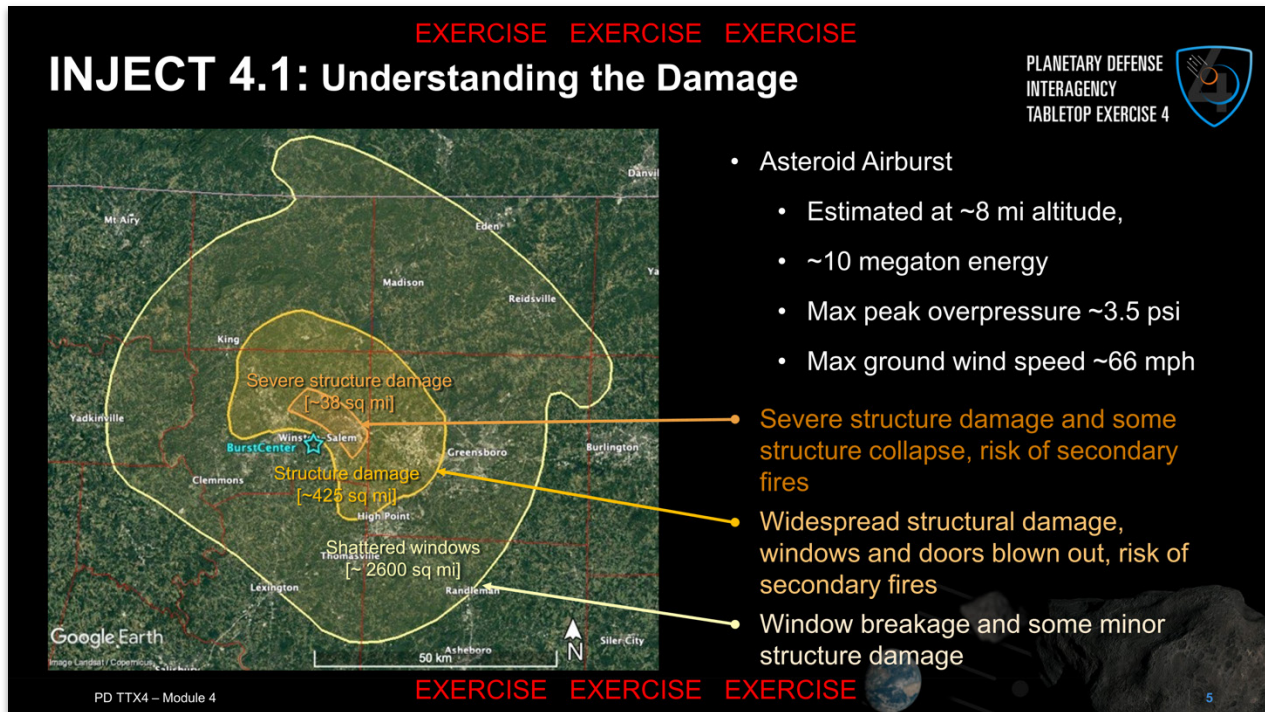 EXERCISE EXERCISE EXERCISE
INJECT 4.1: Understanding the Damage
PLANETARY DEFENSE
INTERAGENCY
TABLETOP EXERCISE 4
4
Mt Airy
Eden
Madison
Reidsville
King
Severe structure damage
[~38 sq mi]
Yadkinville
Winston-Salem
BurstCenter
Greensboro
Burlington
Clemmons
Structure damage
[~425 sq mi]
High Point
Shattered windows
Thomasville
[~ 2600 sq mi]
Lexington
Randleman
Asheboro
Siler City
Google Earth
Image Landsat / Copernicus
50 km
N
• Asteroid Airburst
• Estimated at ~8 mi altitude,
• ~10 megaton energy
• Max peak overpressure ~3.5 psi
• Max ground wind speed ~66 mph
Severe structure damage and some
structure collapse, risk of secondary
fires
Widespread structural damage,
windows and doors blown out, risk of
secondary fires
Window breakage and some minor
structure damage
PD TTX4 – Module 4
EXERCISE EXERCISE EXERCISE
5